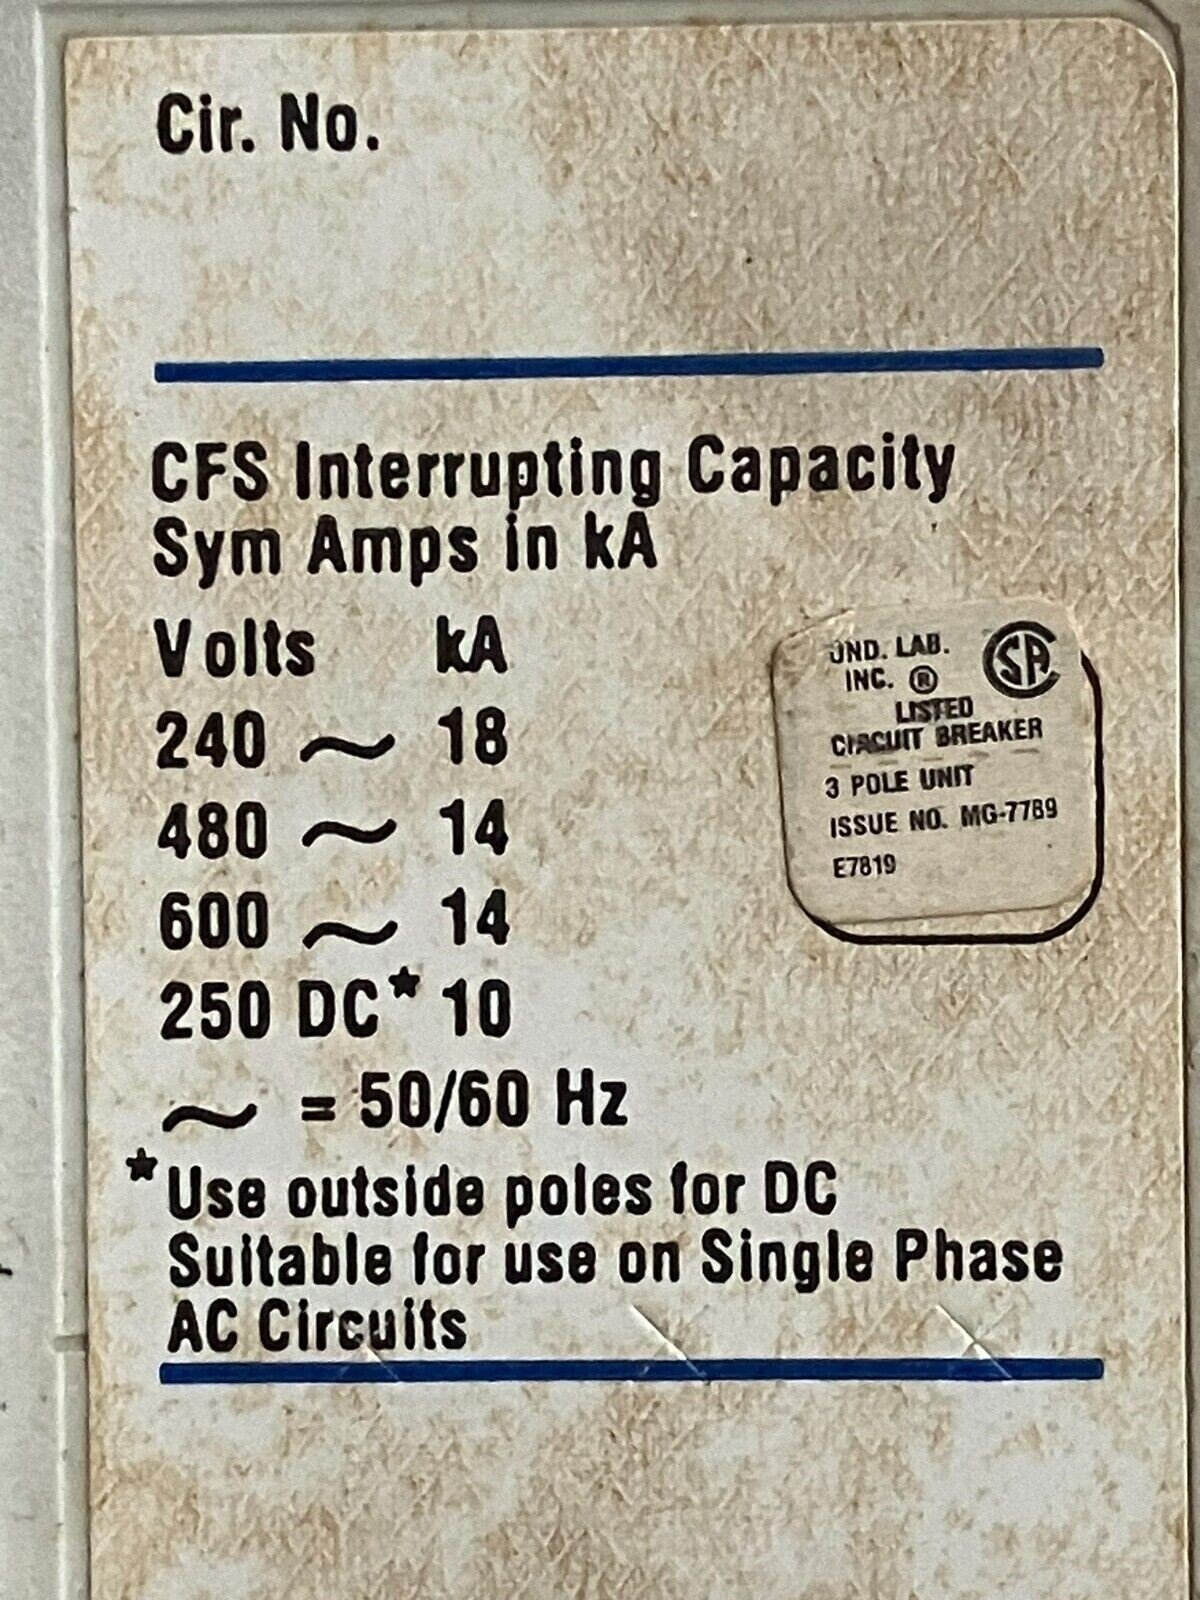 Cir. No.
CFS Interrupting Capacity
Sym Amps in kA
Volts kA
240 ~ 18
480 ~ 14
600 ~ 14
250 DC* 10
~ = 50/60 Hz
*Use outside poles for DC
Suitable for use on Single Phase
AC Circuits
UND. LAB.
INC. ®
SA
LISTED
CIRCUIT BREAKER
3 POLE UNIT
ISSUE NO. MG-7789
E7819